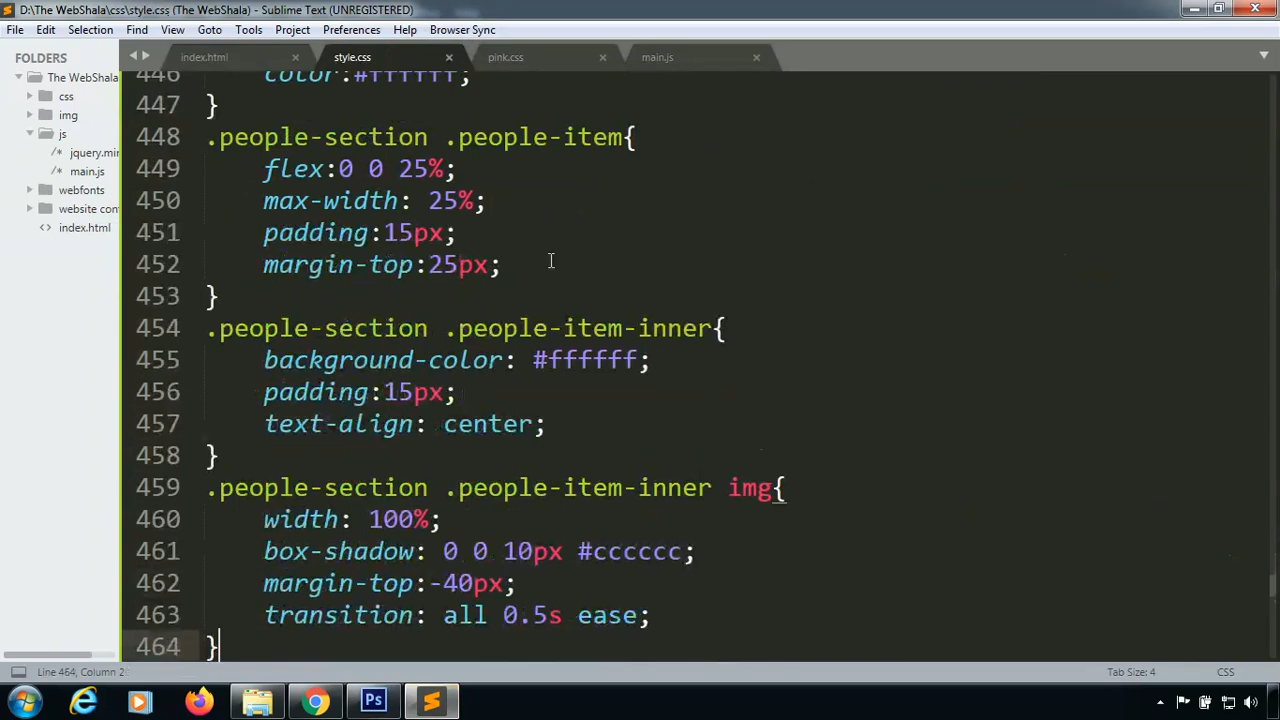 D:\The WebShala\css\style.css (The WebShala) - Sublime Text (UNREGISTERED)
File Edit Selection Find View Goto Tools Project Preferences Help Browser Sync
FOLDERS
The WebShala
css
img
js
/* jquery.mir
/* main.js
webfonts
website con
<> index.html
index.html × style.css × pink.css × main.js ×
446 color:#ffffff;
447 }
448 .people-section .people-item{
449 flex:0 0 25%;
450 max-width: 25%;
451 padding:15px;
452 margin-top:25px;
453 }
454 .people-section .people-item-inner{
455 background-color: #ffffff;
456 padding:15px;
457 text-align: center;
458 }
459 .people-section .people-item-inner img{
460 width: 100%;
461 box-shadow: 0 0 10px #cccccc;
462 margin-top:-40px;
463 transition: all 0.5s ease;
464 }
Line 464, Column 2 Tab Size: 4 CSS
Ps